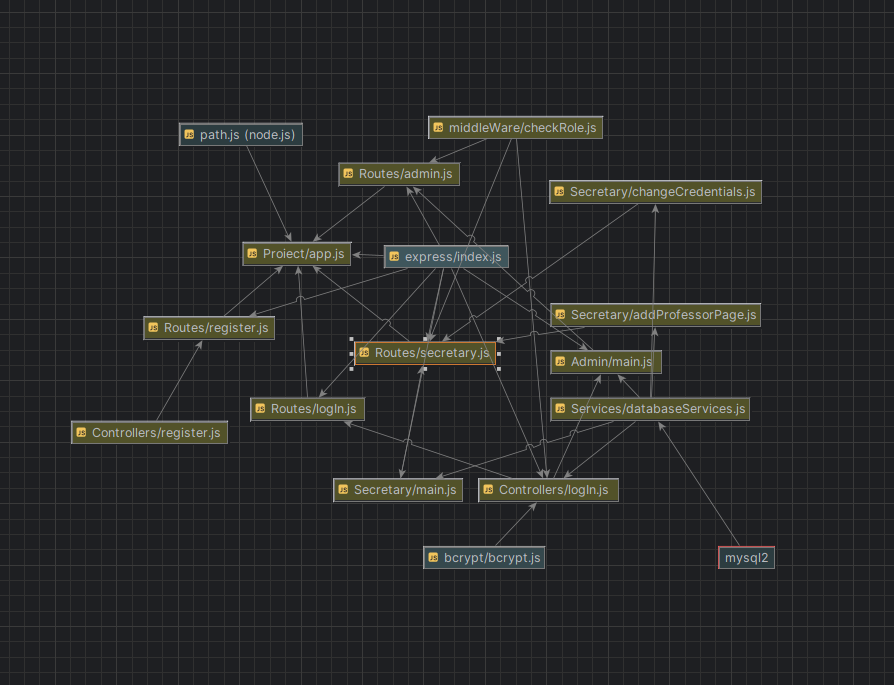 middleWare/checkRole.js
path.js (node.js)
Routes/admin.js
Secretary/changeCredentials.js
Proiect/app.js
express/index.js
Secretary/addProfessorPage.js
Routes/register.js
Routes/secretary.js
Admin/main.js
Routes/logIn.js
Services/databaseServices.js
Controllers/register.js
Secretary/main.js
Controllers/logIn.js
bcrypt/bcrypt.js
mysql2